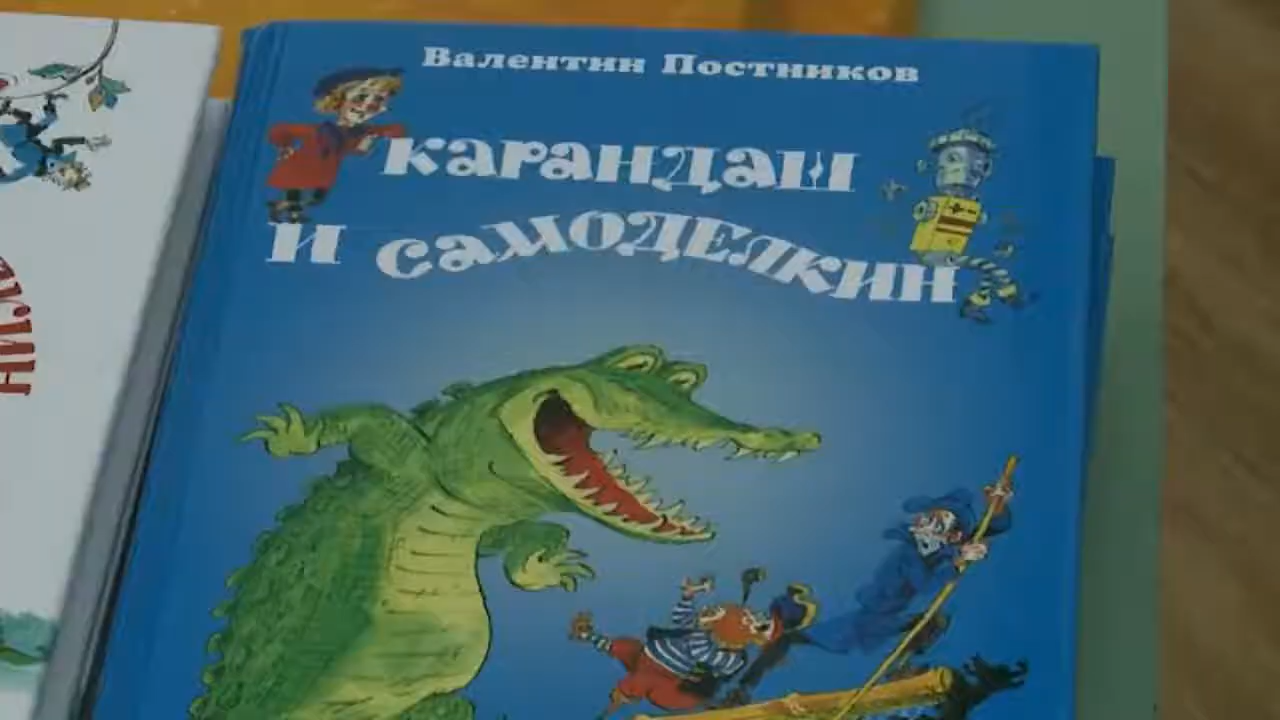 Валентин Постников
Карандаш
и Самоделкин